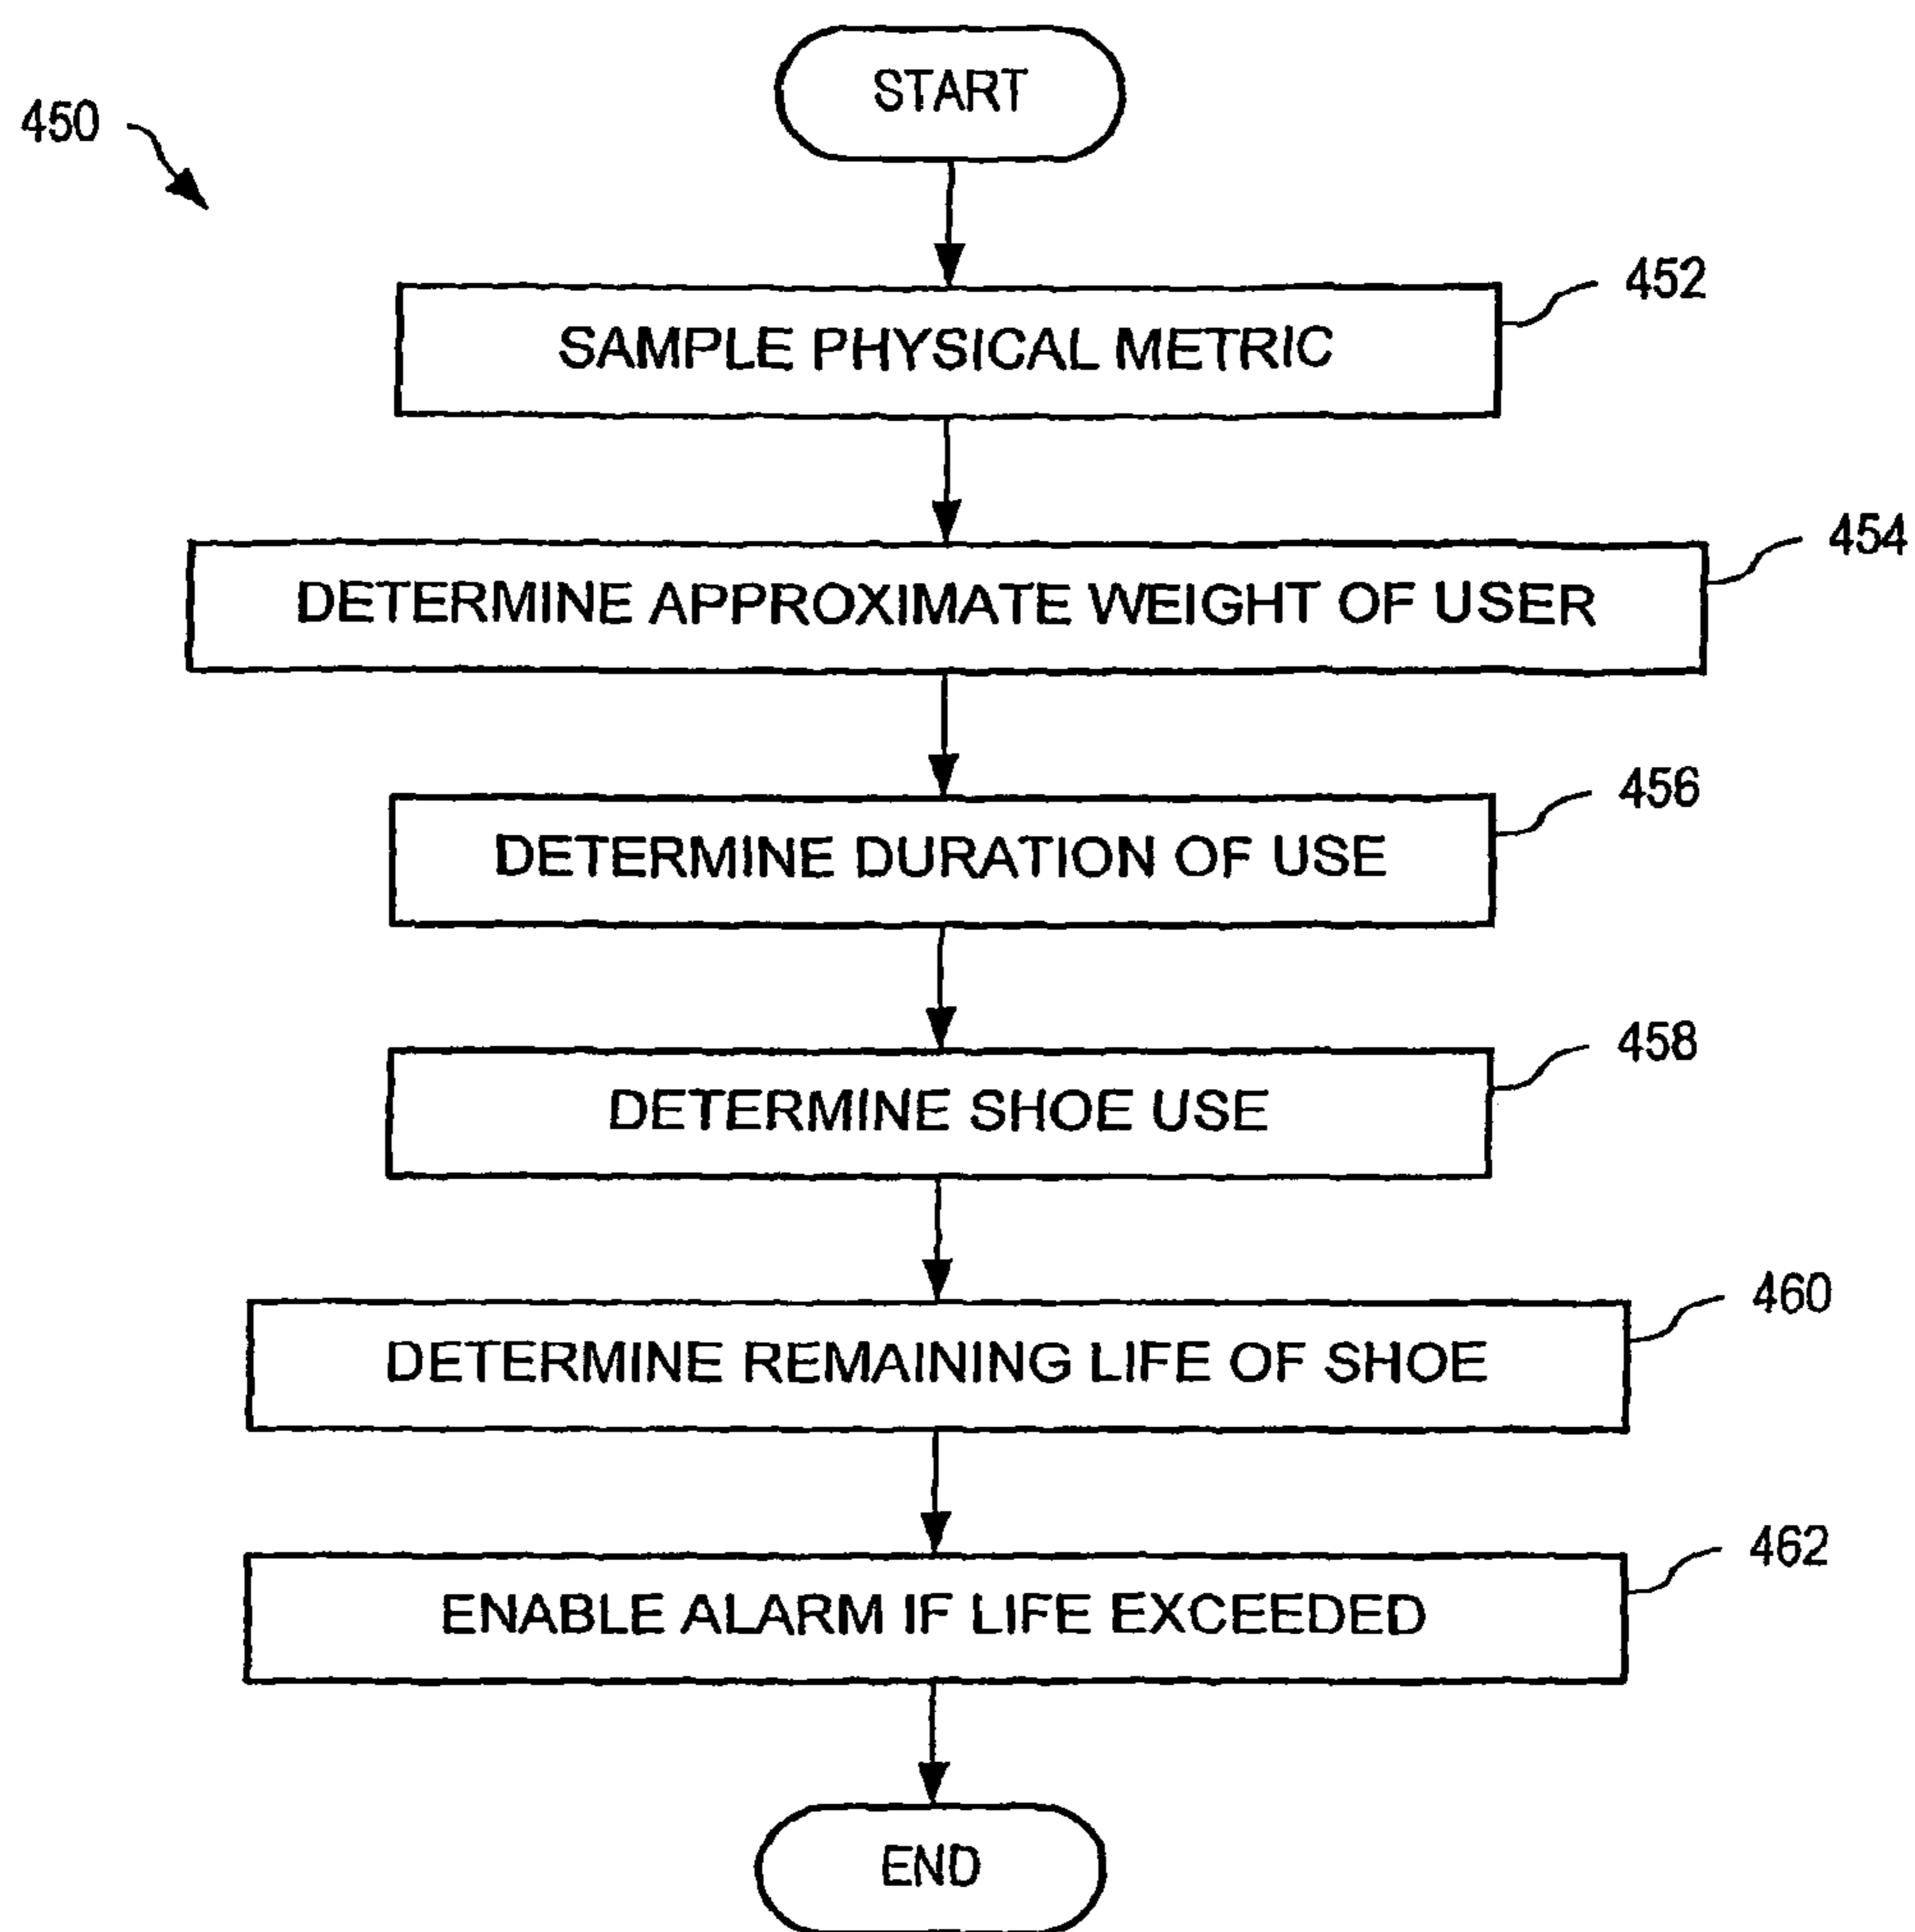 START
450
452
SAMPLE PHYSICAL METRIC
454
DETERMINE APPROXIMATE WEIGHT OF USER
456
DETERMINE DURATION OF USE
458
DETERMINE SHOE USE
460
DETERMINE REMAINING LIFE OF SHOE
462
ENABLE ALARM IF LIFE EXCEEDED
END